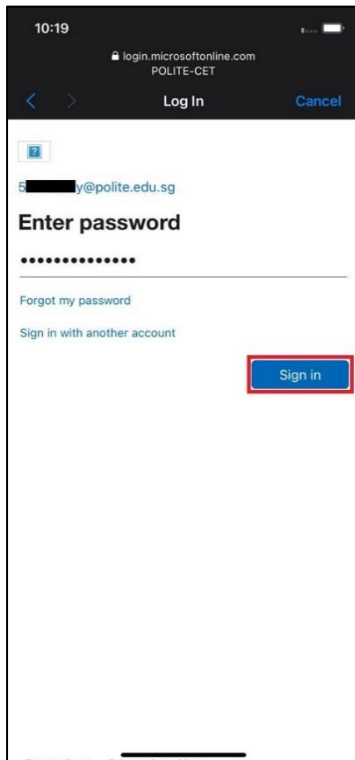 10:19
login.microsoftonline.com
POLITE-CET
Log In
Cancel
?
5 y@polite.edu.sg
Enter password
Forgot my password
Sign in with another account
Sign in